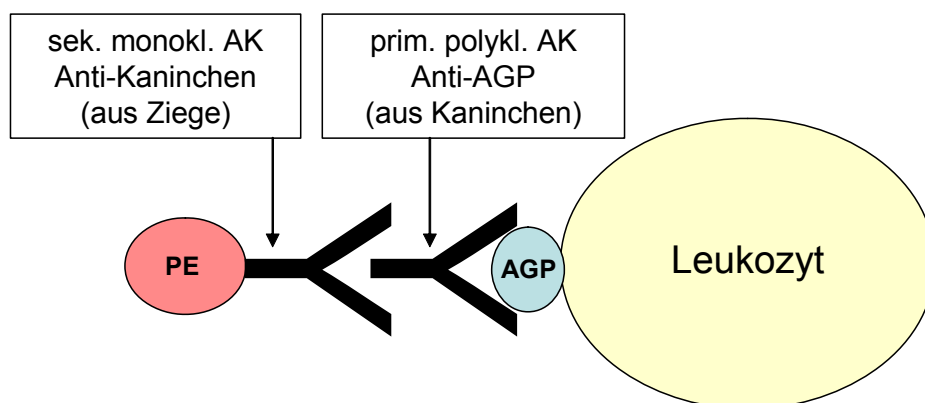 sek. monokl. AK
Anti-Kaninchen
(aus Ziege)
prim. polykl. AK
Anti-AGP
(aus Kaninchen)
PE
AGP
Leukozyt